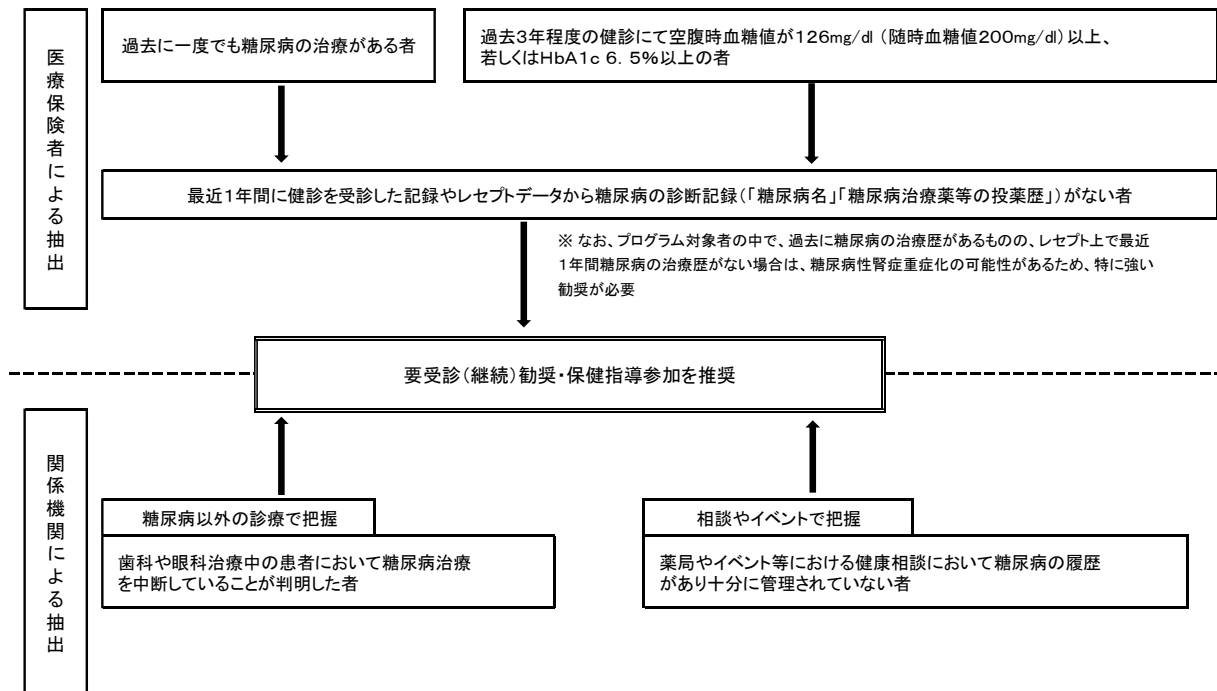 医療保険者による抽出
過去に一度でも糖尿病の治療がある者
過去3年程度の健診にて空腹時血糖値が126mg/dl (随時血糖値200mg/dl)以上、
若しくはHbA1c 6.5%以上の者
最近1年間に健診を受診した記録やレセプトデータから糖尿病の診断記録(「糖尿病名」「糖尿病治療薬等の投薬歴」)がない者
※ なお、プログラム対象者の中で、過去に糖尿病の治療歴があるものの、レセプト上で最近
1年間糖尿病の治療歴がない場合は、糖尿病性腎症重症化の可能性があるため、特に強い
勧奨が必要
要受診(継続)勧奨・保健指導参加を推奨
関係機関による抽出
糖尿病以外の診療で把握
歯科や眼科治療中の患者において糖尿病治療
を中断していることが判明した者
相談やイベントで把握
薬局やイベント等における健康相談において糖尿病の履歴
があり十分に管理されていない者